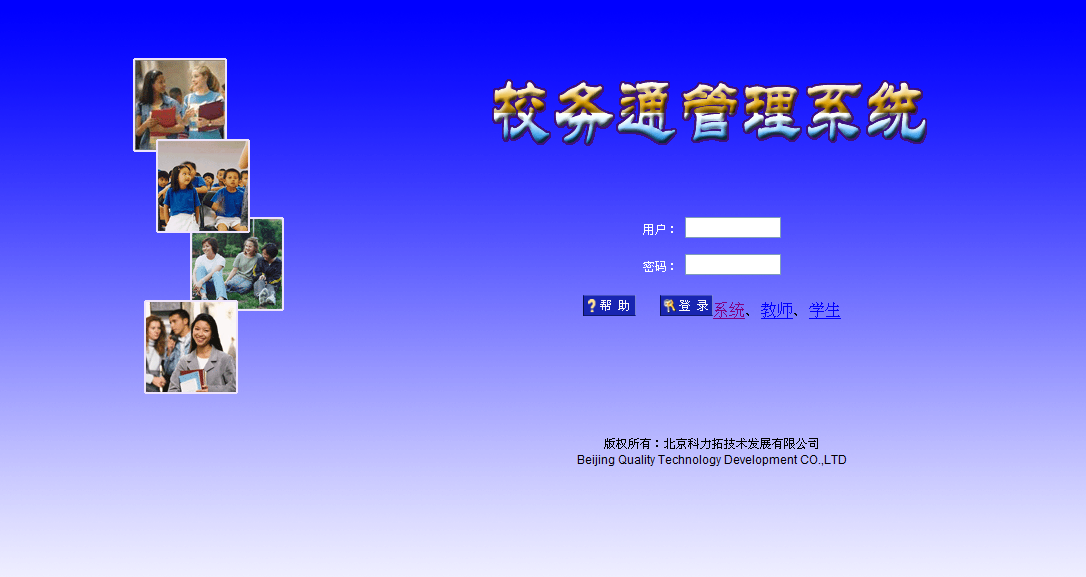 校务通管理系统
用户：
密码：
帮 助 登 录 系统、教师、学生
版权所有：北京科力拓技术发展有限公司
Beijing Quality Technology Development CO.,LTD